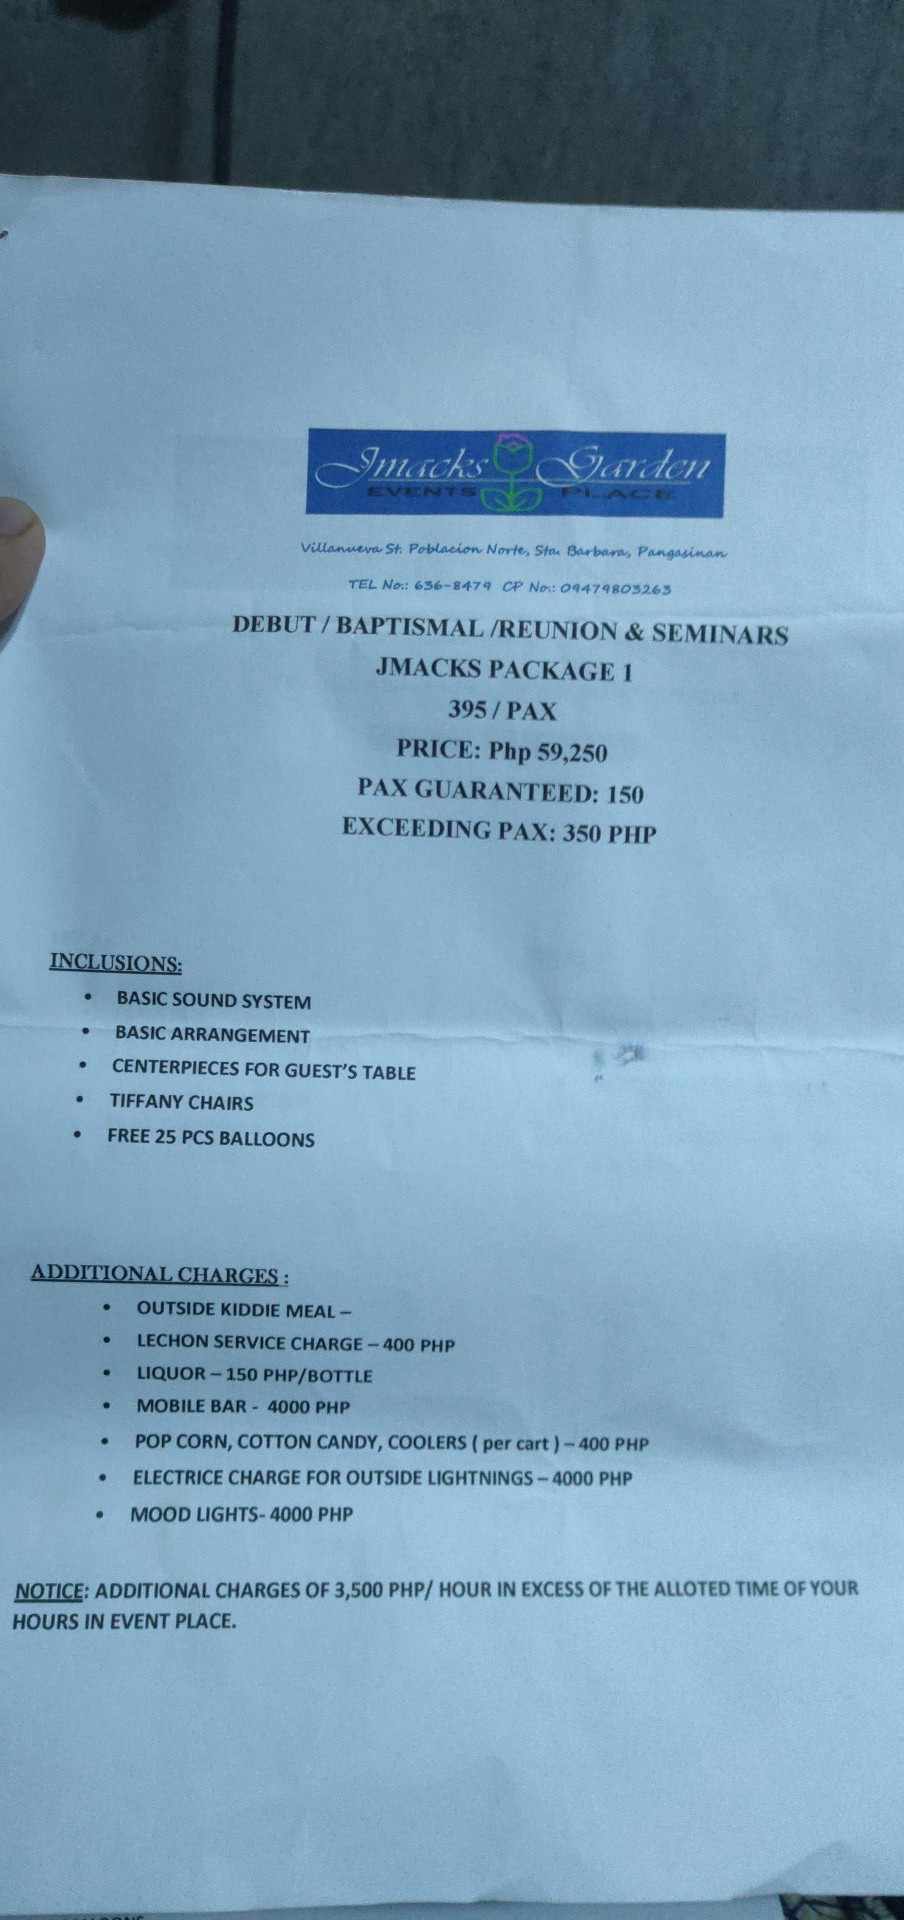 Jmacks Garden
EVENTS PLACE
Villanueva St. Poblacion Norte, Sta. Barbara, Pangasinan
TEL No.: 636-8479 CP No.: 09479803263
DEBUT / BAPTISMAL /REUNION & SEMINARS
JMACKS PACKAGE 1
395 / PAX
PRICE: Php 59,250
PAX GUARANTEED: 150
EXCEEDING PAX: 350 PHP
INCLUSIONS:
• BASIC SOUND SYSTEM
• BASIC ARRANGEMENT
• CENTERPIECES FOR GUEST'S TABLE
• TIFFANY CHAIRS
• FREE 25 PCS BALLOONS
ADDITIONAL CHARGES :
• OUTSIDE KIDDIE MEAL –
• LECHON SERVICE CHARGE – 400 PHP
• LIQUOR – 150 PHP/BOTTLE
• MOBILE BAR - 4000 PHP
• POP CORN, COTTON CANDY, COOLERS ( per cart ) – 400 PHP
• ELECTRICE CHARGE FOR OUTSIDE LIGHTNINGS – 4000 PHP
• MOOD LIGHTS- 4000 PHP
NOTICE: ADDITIONAL CHARGES OF 3,500 PHP/ HOUR IN EXCESS OF THE ALLOTED TIME OF YOUR
HOURS IN EVENT PLACE.